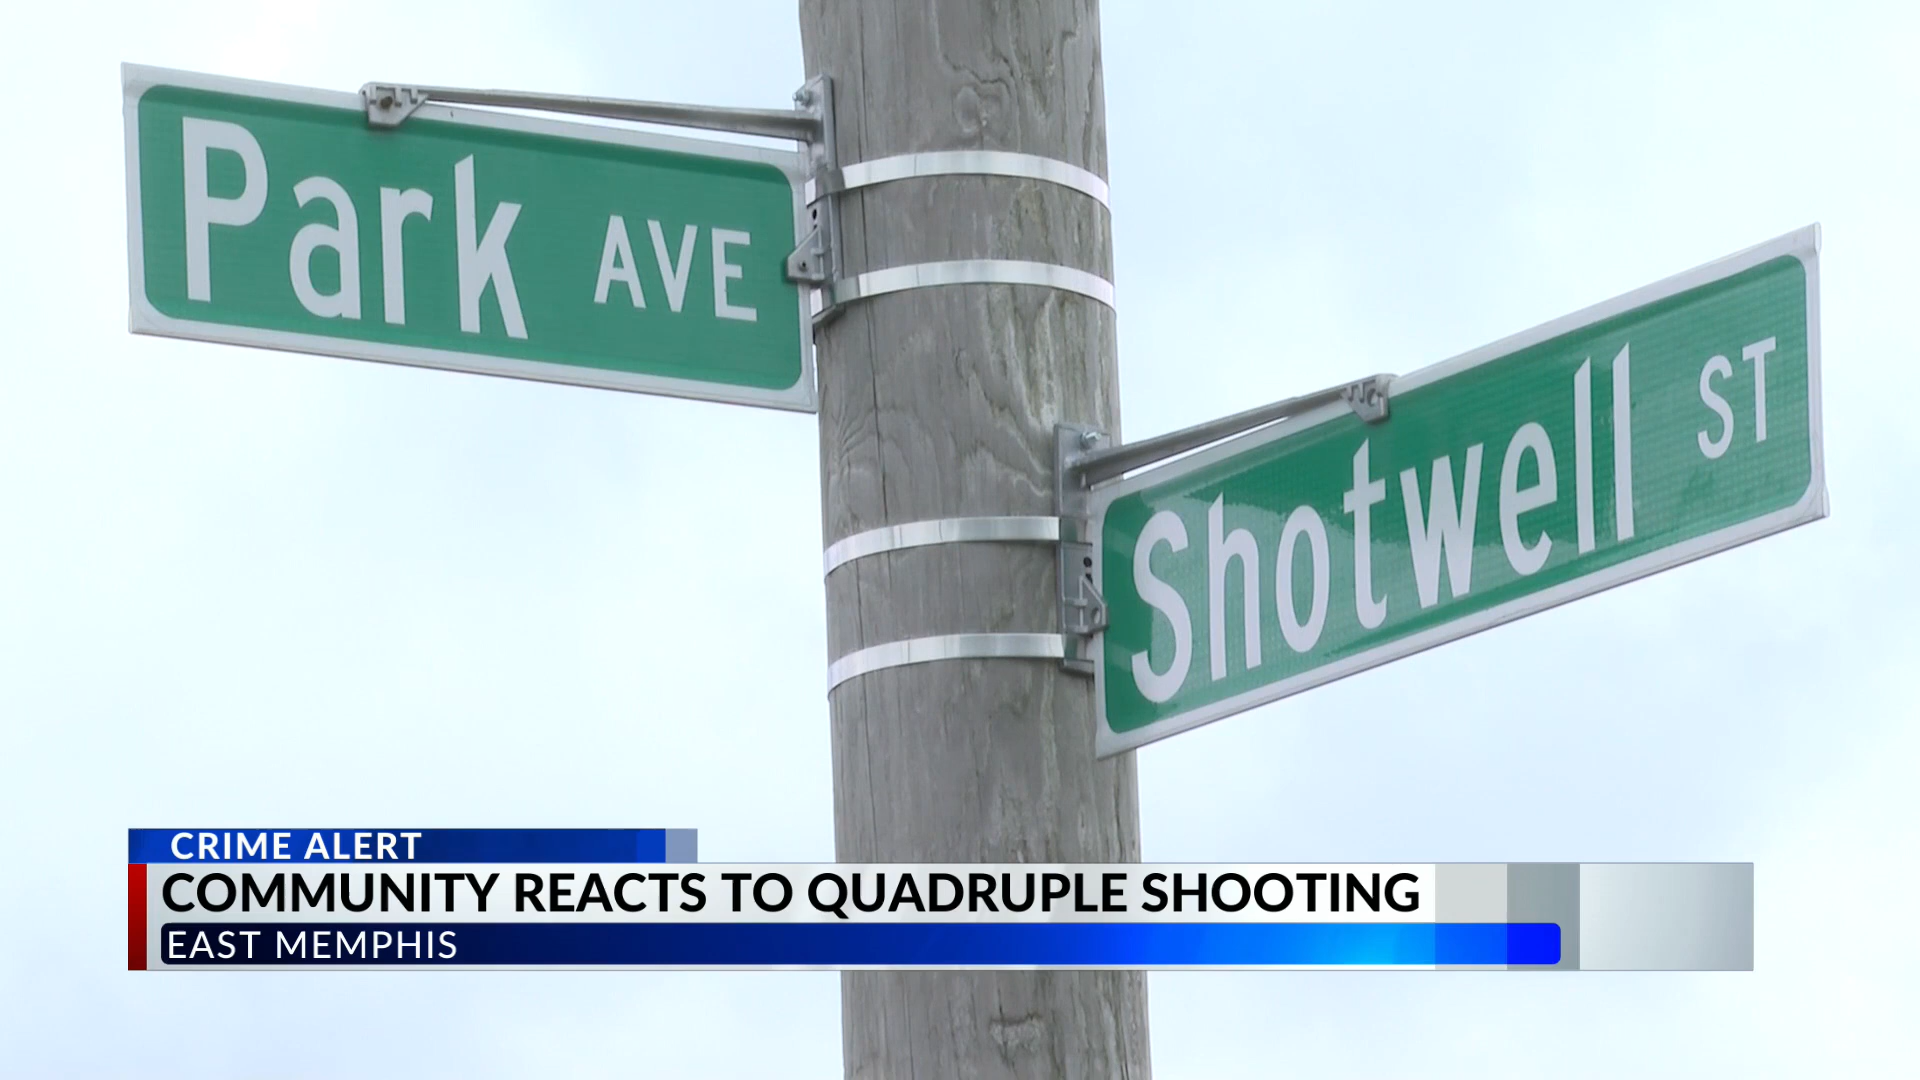 Park AVE
Shotwell ST
CRIME ALERT
COMMUNITY REACTS TO QUADRUPLE SHOOTING
EAST MEMPHIS